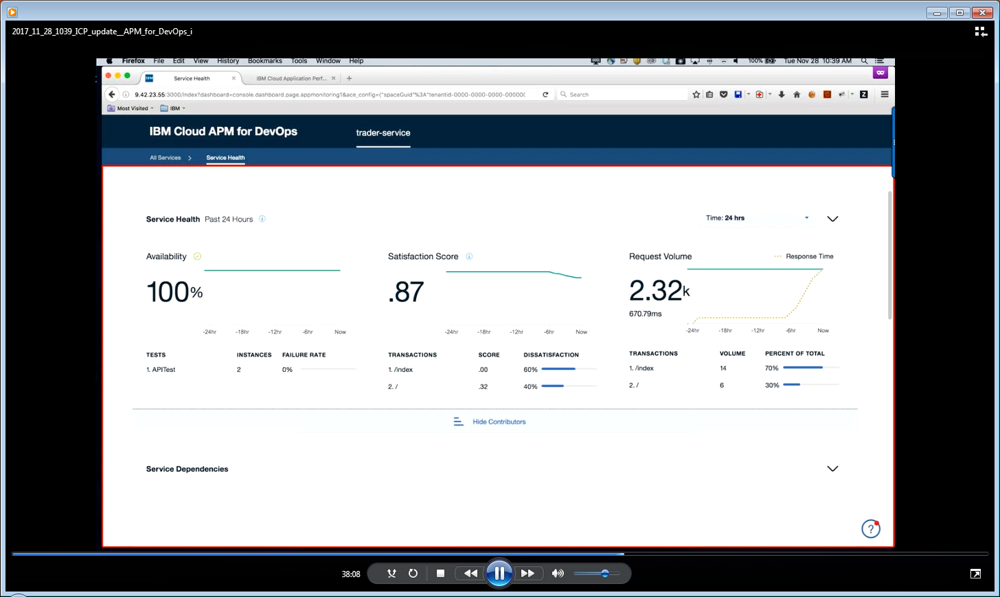 2017_11_28_1039_ICP_update__APM_for_DevOps_i
Firefox File Edit View History Bookmarks Tools Window Help 100% Tue Nov 28 10:39 AM
IBM Service Health IBM Cloud Application Perf...
9.42.23.55:3000/index?dashboard=console.dashboard.page.appmonitoring1&ace_config={"spaceGuid"%3A"tenantid-0000-0000-0000-000000( Search
Most Visited IBM
IBM Cloud APM for DevOps trader-service
All Services > Service Health
Service Health Past 24 Hours Time: 24 hrs
Availability
100%
-24hr -18hr -12hr -6hr Now
TESTS INSTANCES FAILURE RATE
1. APITest 2 0%
Satisfaction Score
.87
-24hr -18hr -12hr -6hr Now
TRANSACTIONS SCORE DISSATISFACTION
1. /index .00 60%
2. / .32 40%
Request Volume Response Time
2.32k
670.79ms
-24hr -18hr -12hr -6hr Now
TRANSACTIONS VOLUME PERCENT OF TOTAL
1. /index 14 70%
2. / 6 30%
Hide Contributors
Service Dependencies
?
38:08